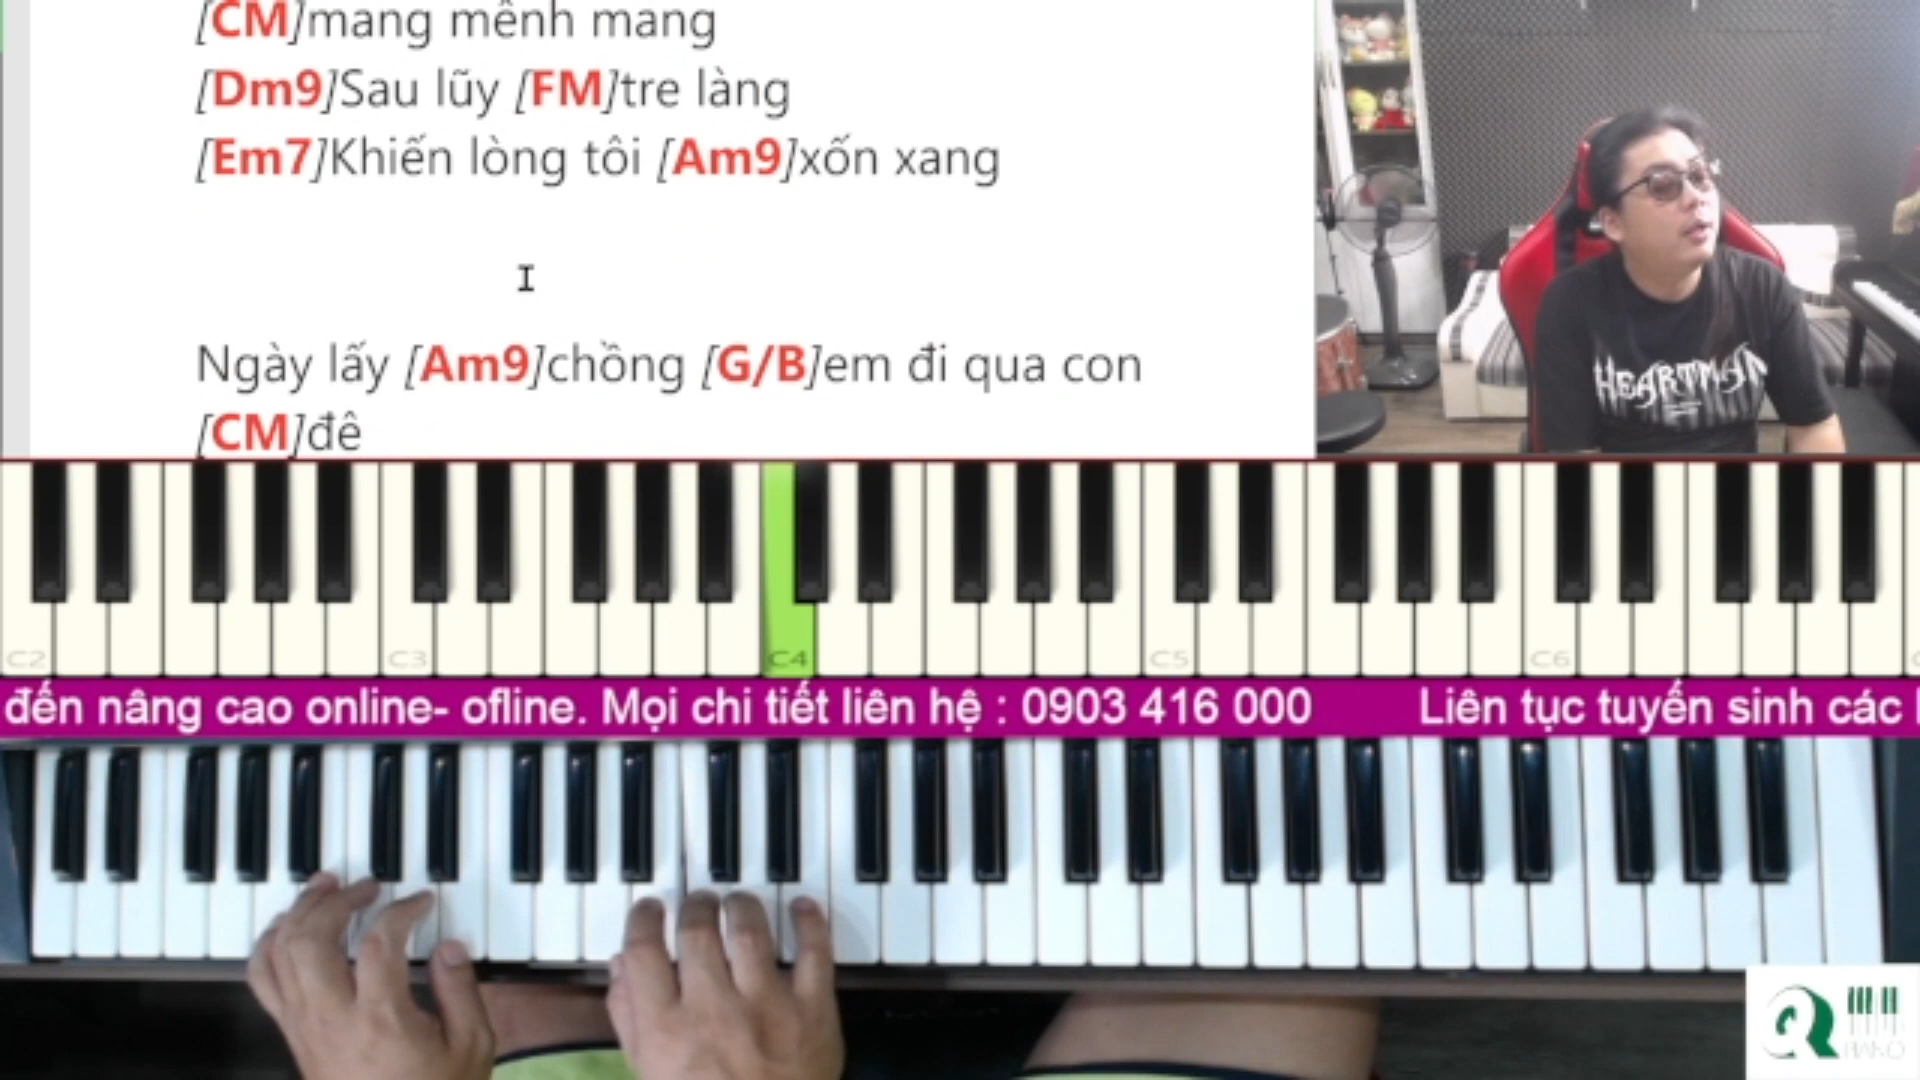 [CM]mang mênh mang
[Dm9]Sau lũy [FM]tre làng
[Em7]Khiến lòng tôi [Am9]xốn xang
Ngày lấy [Am9]chồng [G/B]em đi qua con
[CM]đê
HEARTMAN
C2 C3 C4 C5 C6
đến nâng cao online- ofline. Mọi chi tiết liên hệ : 0903 416 000 Liên tục tuyển sinh các
PIANO